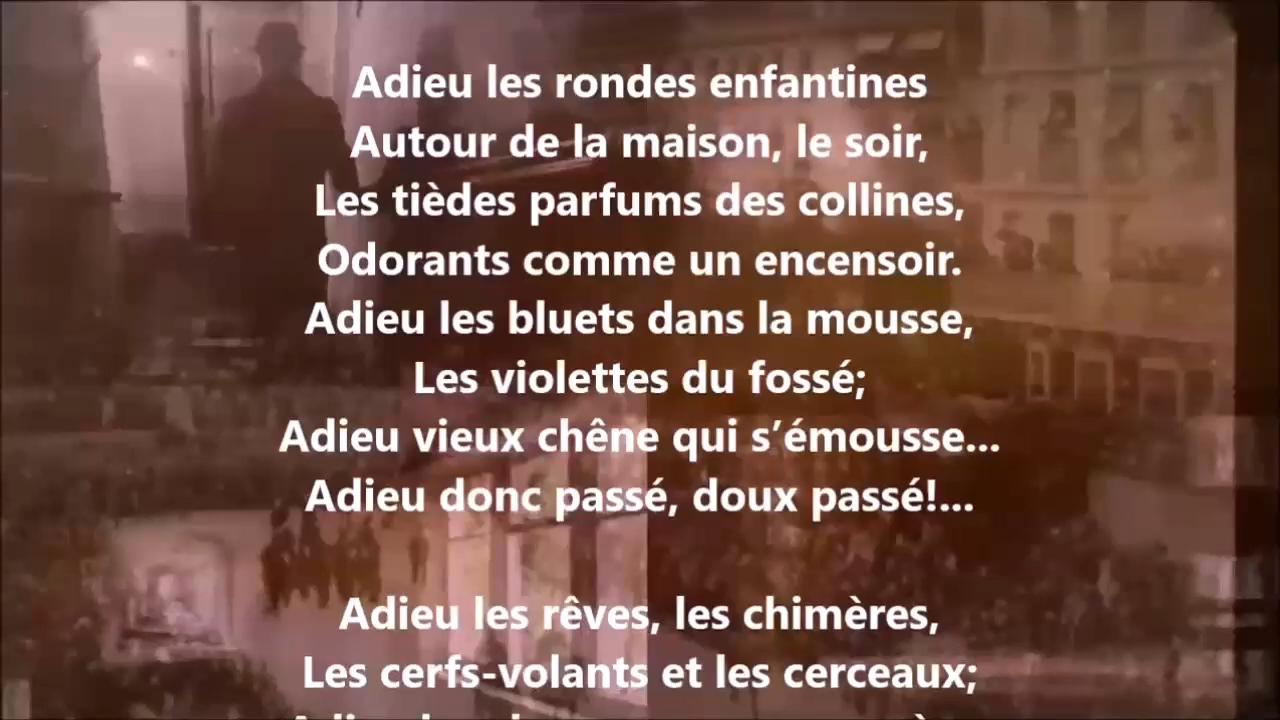 Adieu les rondes enfantines
Autour de la maison, le soir,
Les tièdes parfums des collines,
Odorants comme un encensoir.
Adieu les bluets dans la mousse,
Les violettes du fossé;
Adieu vieux chêne qui s’émousse...
Adieu donc passé, doux passé!...
Adieu les rêves, les chimères,
Les cerfs-volants et les cerceaux;